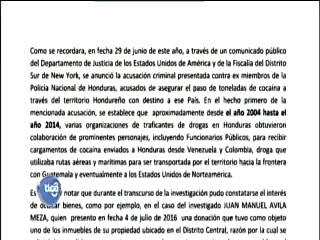 Como se recordara, en fecha 29 de junio de este año, a través de un comunicado público
del Departamento de Justicia de los Estados Unidos de América y de la Fiscalía del Distrito
Sur de New York, se anunció la acusación criminal presentada contra ex miembros de la
Policía Nacional de Honduras, acusados de asegurar el paso de toneladas de cocaína a
través del territorio Hondureño con destino a ese País. En el hecho primero de la
mencionada acusación, se establece que aproximadamente desde el año 2004 hasta el
año 2014, varias organizaciones de traficantes de drogas en Honduras obtuvieron
colaboración de prominentes personajes, incluyendo Funcionarios Públicos, para recibir
cargamentos de cocaína enviados a Honduras desde Venezuela y Colombia, droga que
utilizaba rutas aéreas y marítimas para ser transportada por el territorio hacia la frontera
con Guatemala y eventualmente a los Estados Unidos de Norteamérica.
tigo
Es notar que durante el transcurso de la investigación pudo constatarse el interés
de ocultar bienes, como por ejemplo, en el caso del investigado JUAN MANUEL AVILA
MEZA, quien presento en fecha 4 de julio de 2016 una donación que tuvo como objeto
uno de los inmuebles de su propiedad ubicado en el Distrito Central, razón por la cual se